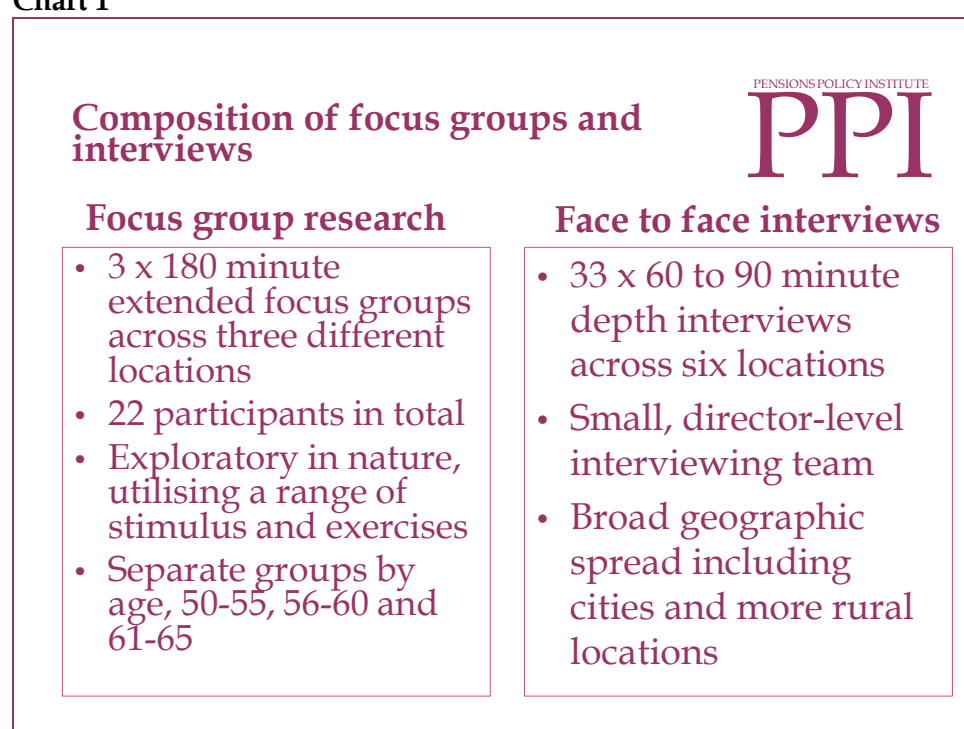 Chart 1
PENSIONS POLICY INSTITUTE
PPI
Composition of focus groups and
interviews
Focus group research
• 3 x 180 minute
extended focus groups
across three different
locations
• 22 participants in total
• Exploratory in nature,
utilising a range of
stimulus and exercises
• Separate groups by
age, 50-55, 56-60 and
61-65
Face to face interviews
• 33 x 60 to 90 minute
depth interviews
across six locations
• Small, director-level
interviewing team
• Broad geographic
spread including
cities and more rural
locations